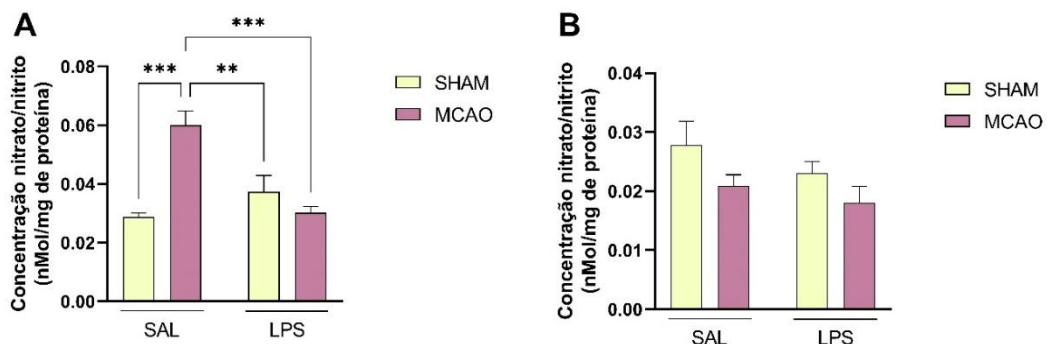 A
Concentração nitrato/nitrito
(nMol/mg de proteína)
0.08
0.06
0.04
0.02
0.00
***
***
**
SHAM
MCAO
SAL
LPS
B
Concentração nitrato/nitrito
(nMol/mg de proteína)
0.04
0.03
0.02
0.01
0.00
SHAM
MCAO
SAL
LPS